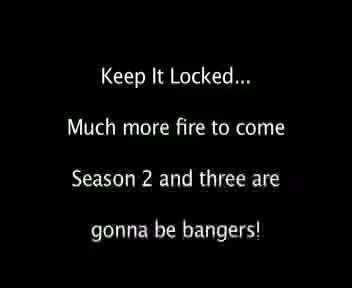 Keep It Locked...
Much more fire to come
Season 2 and three are
gonna be bangers!